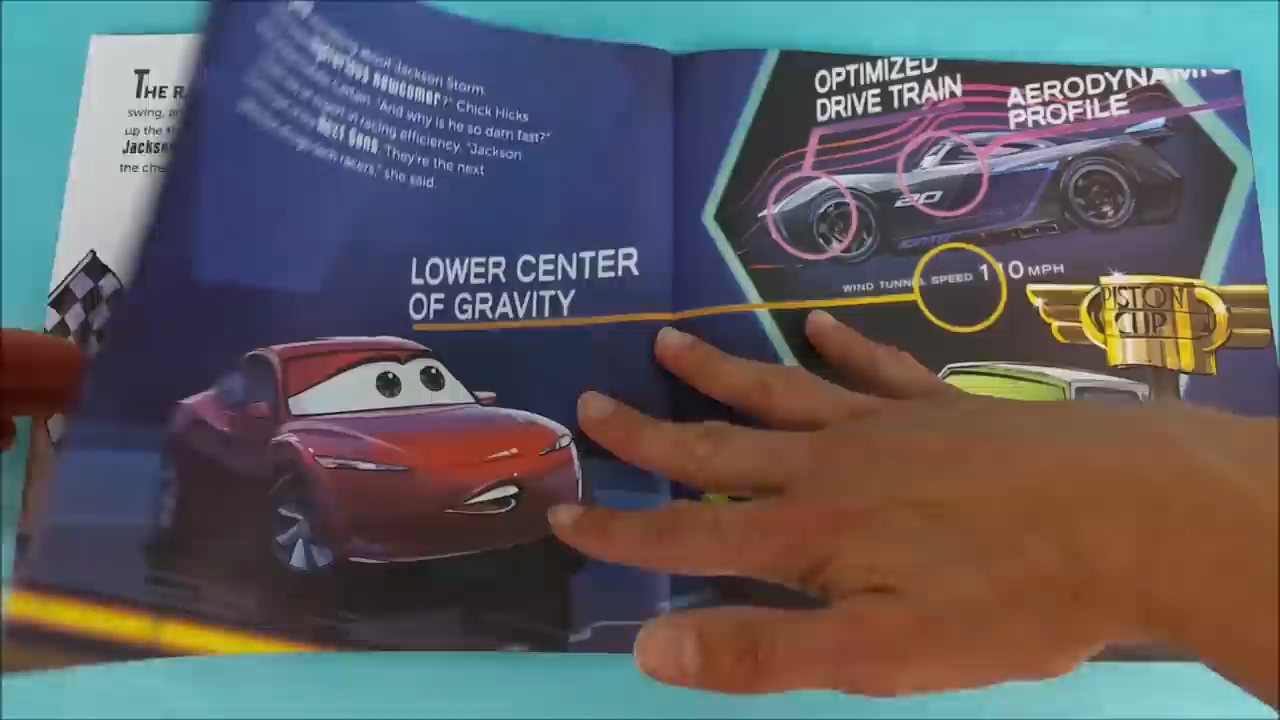 THE R
swing, an
up the
Jackso
the che
about Jackson Storm.
newcomer?" Chick Hicks
"And why is he so darn fast?"
in racing efficiency. "Jackson
Next Gens. They're the next
racers," she said.
LOWER CENTER
OF GRAVITY
OPTIMIZED
DRIVE TRAIN
AERODYNAMIC
PROFILE
20
WIND TUNNEL SPEED 110 MPH
PISTON
CUP